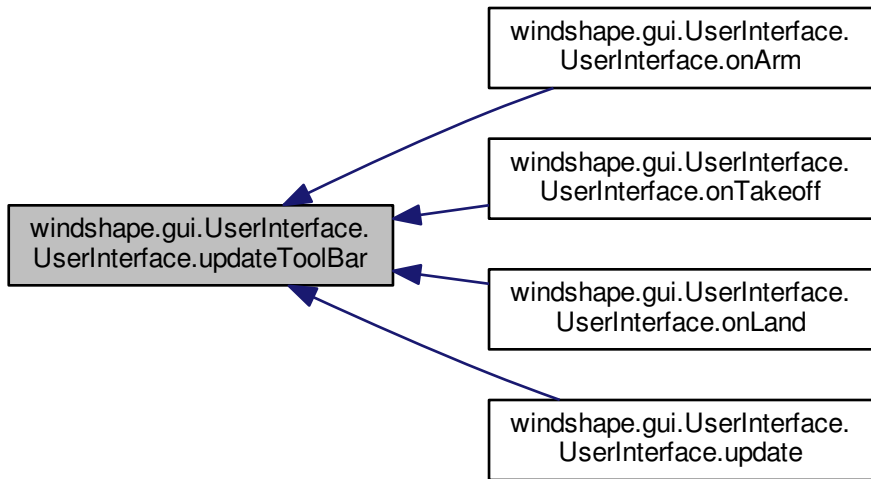 windshape.gui.UserInterface.
UserInterface.onArm
windshape.gui.UserInterface.
UserInterface.onTakeoff
windshape.gui.UserInterface.
UserInterface.updateToolBar
windshape.gui.UserInterface.
UserInterface.onLand
windshape.gui.UserInterface.
UserInterface.update